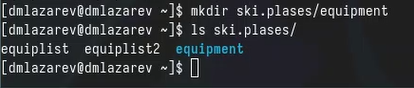 [dmlazarev@dmlazarev ~]$ mkdir ski.plases/equipment
[dmlazarev@dmlazarev ~]$ ls ski.plases/
equiplist  equiplist2  equipment
[dmlazarev@dmlazarev ~]$